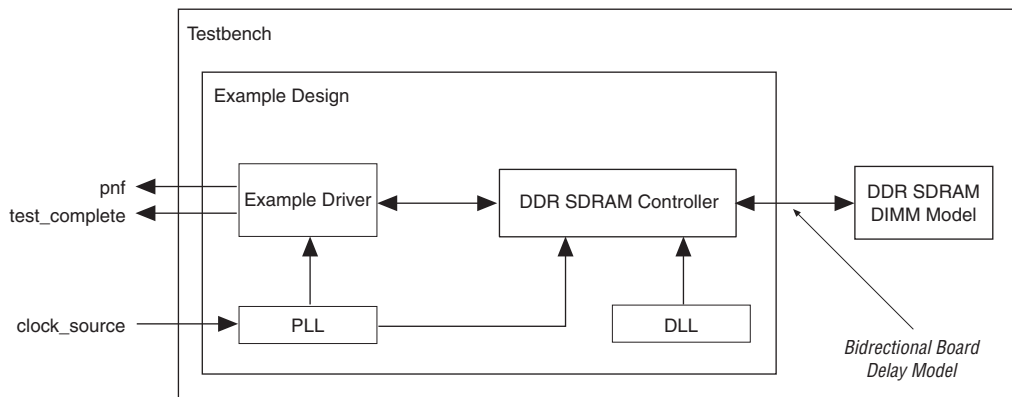 Testbench
Example Design
pnf
test_complete
Example Driver
DDR SDRAM Controller
DDR SDRAM
DIMM Model
clock_source
PLL
DLL
Bidrectional Board
Delay Model